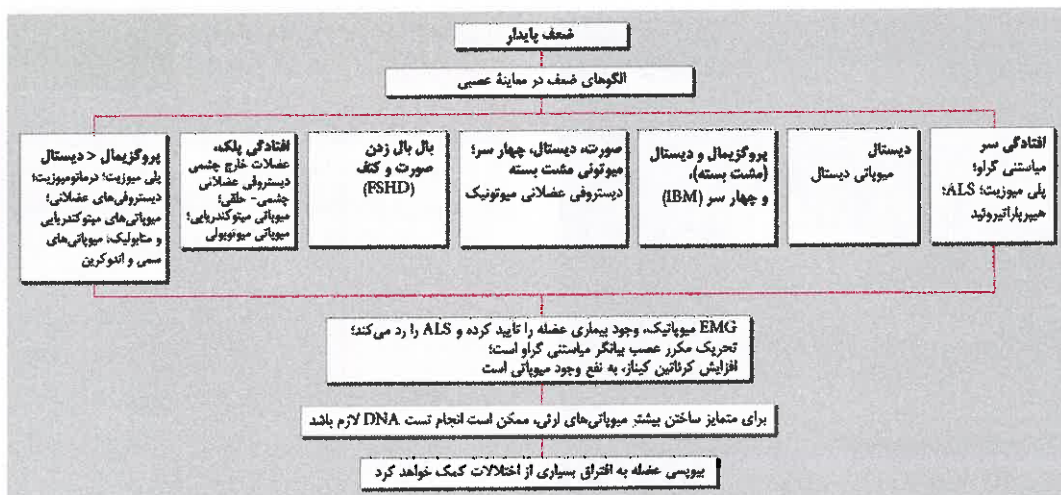 ضعف پایدار
الگوهای ضعف در معاینهٔ عصبی
افتادگی سر
میاستنی گراو؛
پلی میوزیت؛ ALS؛
هیپرپاراتیروئید
دیستال
میوپاتی دیستال
پروگزیمال و دیستال
(مشت بسته)،
و چهار سر (IBM)
صورت، دیستال، چهار سر؛
میوتونی مشت بسته
دیستروفی عضلانی میوتونیک
بال بال زدن
صورت و کتف
(FSHD)
افتادگی پلک،
عضلات خارج چشمی
دیستروفی عضلانی
چشمی- حلقی؛
میوپاتی میتوکندریایی؛
میوپاتی میوتوبولی
پروگزیمال < دیستال
پلی میوزیت؛ درماتومیوزیت؛
دیستروفی‌های عضلانی؛
میوپاتی‌های میتوکندریایی
و متابولیک؛ میوپاتی‌های
سمی و اندوکرین
EMG میوپاتیک، وجود بیماری عضله را تأیید کرده و ALS را رد می‌کند؛
تحریک مکرر عصب بیانگر میاستنی گراو است؛
افزایش کرئاتین کیناز، به نفع وجود میوپاتی است
برای متمایز ساختن بیشتر میوپاتی‌های ارثی، ممکن است انجام تست DNA لازم باشد
بیوپسی عضله به افتراق بسیاری از اختلالات کمک خواهد کرد